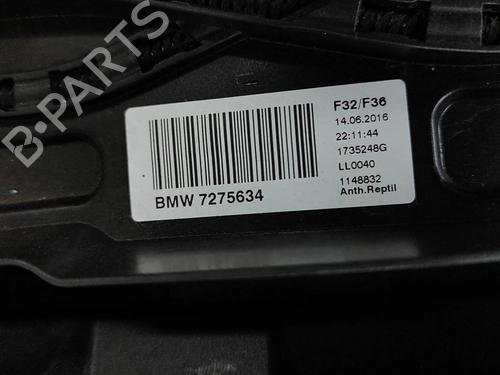 B-PARTS
F32/F36
14.06.2016
22:11:44
1735248G
LL0040
1148832
Anth.Reptil
BMW 7275634